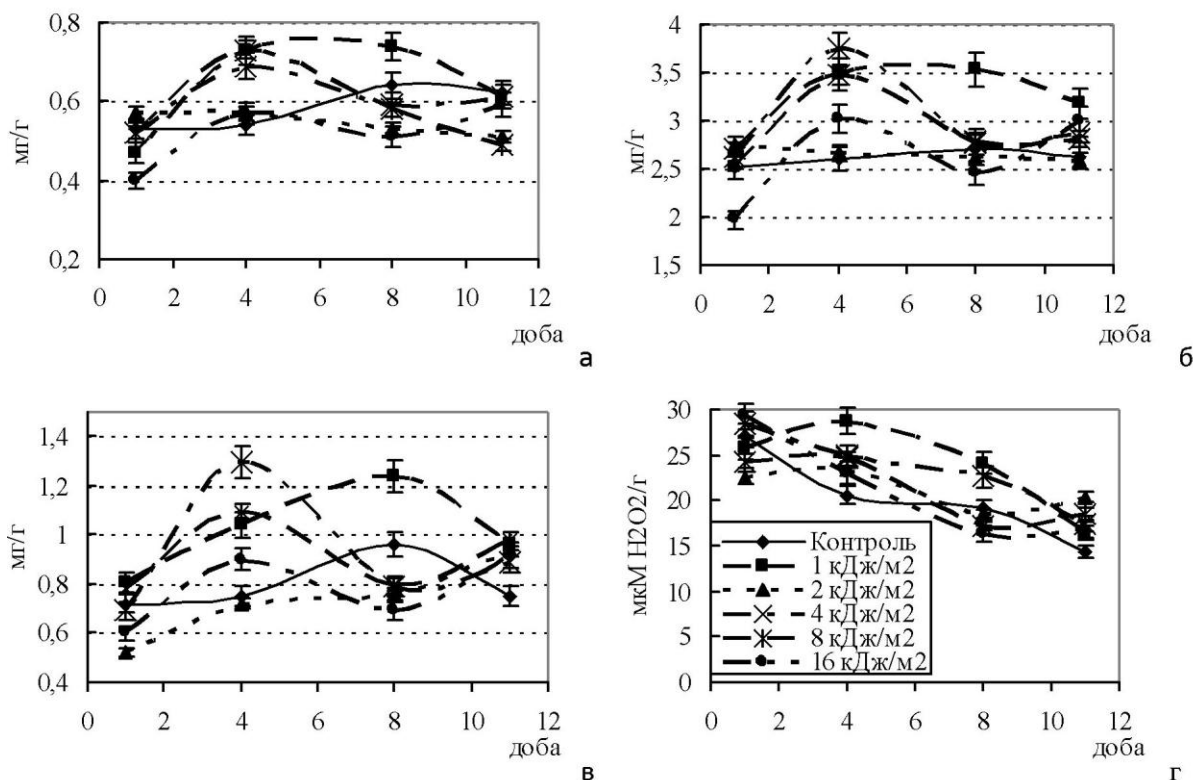 мг/г
0,8
0,6
0,4
0,2
0 2 4 6 8 10 12
доба
а
мг/г
4
3,5
3
2,5
2
1,5
0 2 4 6 8 10 12
доба
б
мг/г
1,4
1,2
1
0,8
0,6
0,4
0 2 4 6 8 10 12
доба
в
мкМ H2O2/г
30
25
20
15
10
5
0
0 2 4 6 8 10 12
доба
г
Контроль
1 кДж/м2
2 кДж/м2
4 кДж/м2
8 кДж/м2
16 кДж/м2